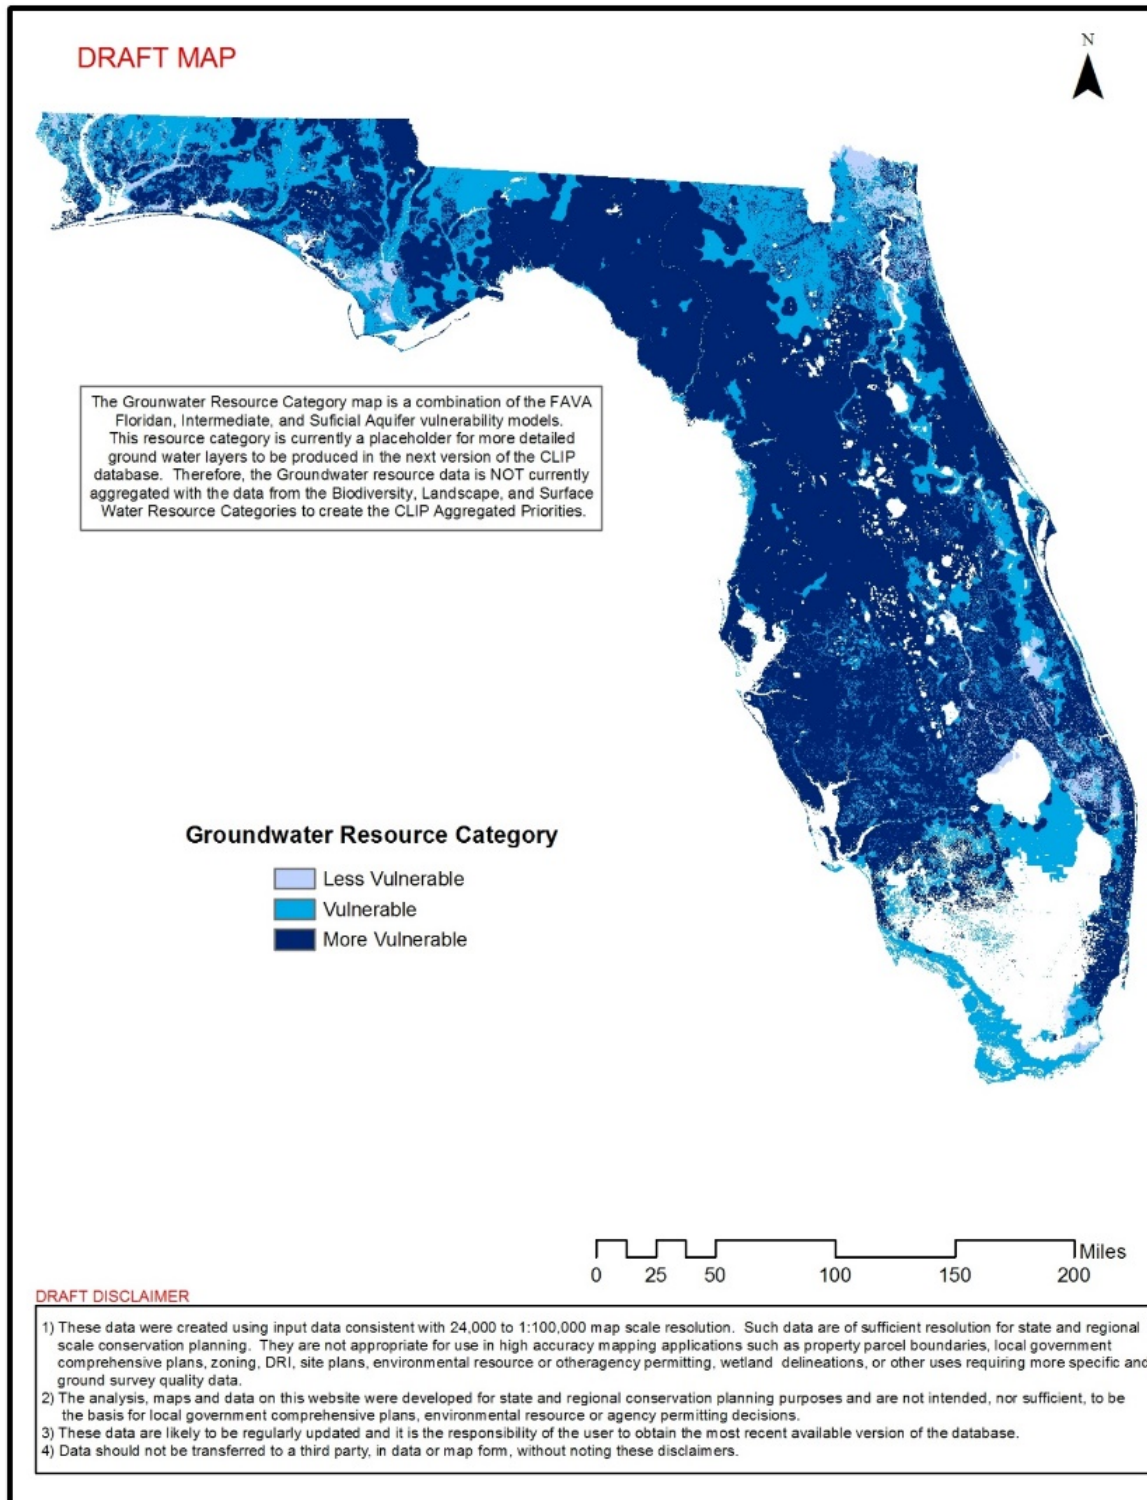 DRAFT MAP
N
The Grounwater Resource Category map is a combination of the FAVA
Floridan, Intermediate, and Suficial Aquifer vulnerability models.
This resource category is currently a placeholder for more detailed
ground water layers to be produced in the next version of the CLIP
database. Therefore, the Groundwater resource data is NOT currently
aggregated with the data from the Biodiversity, Landscape, and Surface
Water Resource Categories to create the CLIP Aggregated Priorities.
Groundwater Resource Category
Less Vulnerable
Vulnerable
More Vulnerable
Miles
0 25 50 100 150 200
DRAFT DISCLAIMER
1) These data were created using input data consistent with 24,000 to 1:100,000 map scale resolution. Such data are of sufficient resolution for state and regional
scale conservation planning. They are not appropriate for use in high accuracy mapping applications such as property parcel boundaries, local government
comprehensive plans, zoning, DRI, site plans, environmental resource or otheragency permitting, wetland delineations, or other uses requiring more specific and
ground survey quality data.
2) The analysis, maps and data on this website were developed for state and regional conservation planning purposes and are not intended, nor sufficient, to be
the basis for local government comprehensive plans, environmental resource or agency permitting decisions.
3) These data are likely to be regularly updated and it is the responsibility of the user to obtain the most recent available version of the database.
4) Data should not be transferred to a third party, in data or map form, without noting these disclaimers.